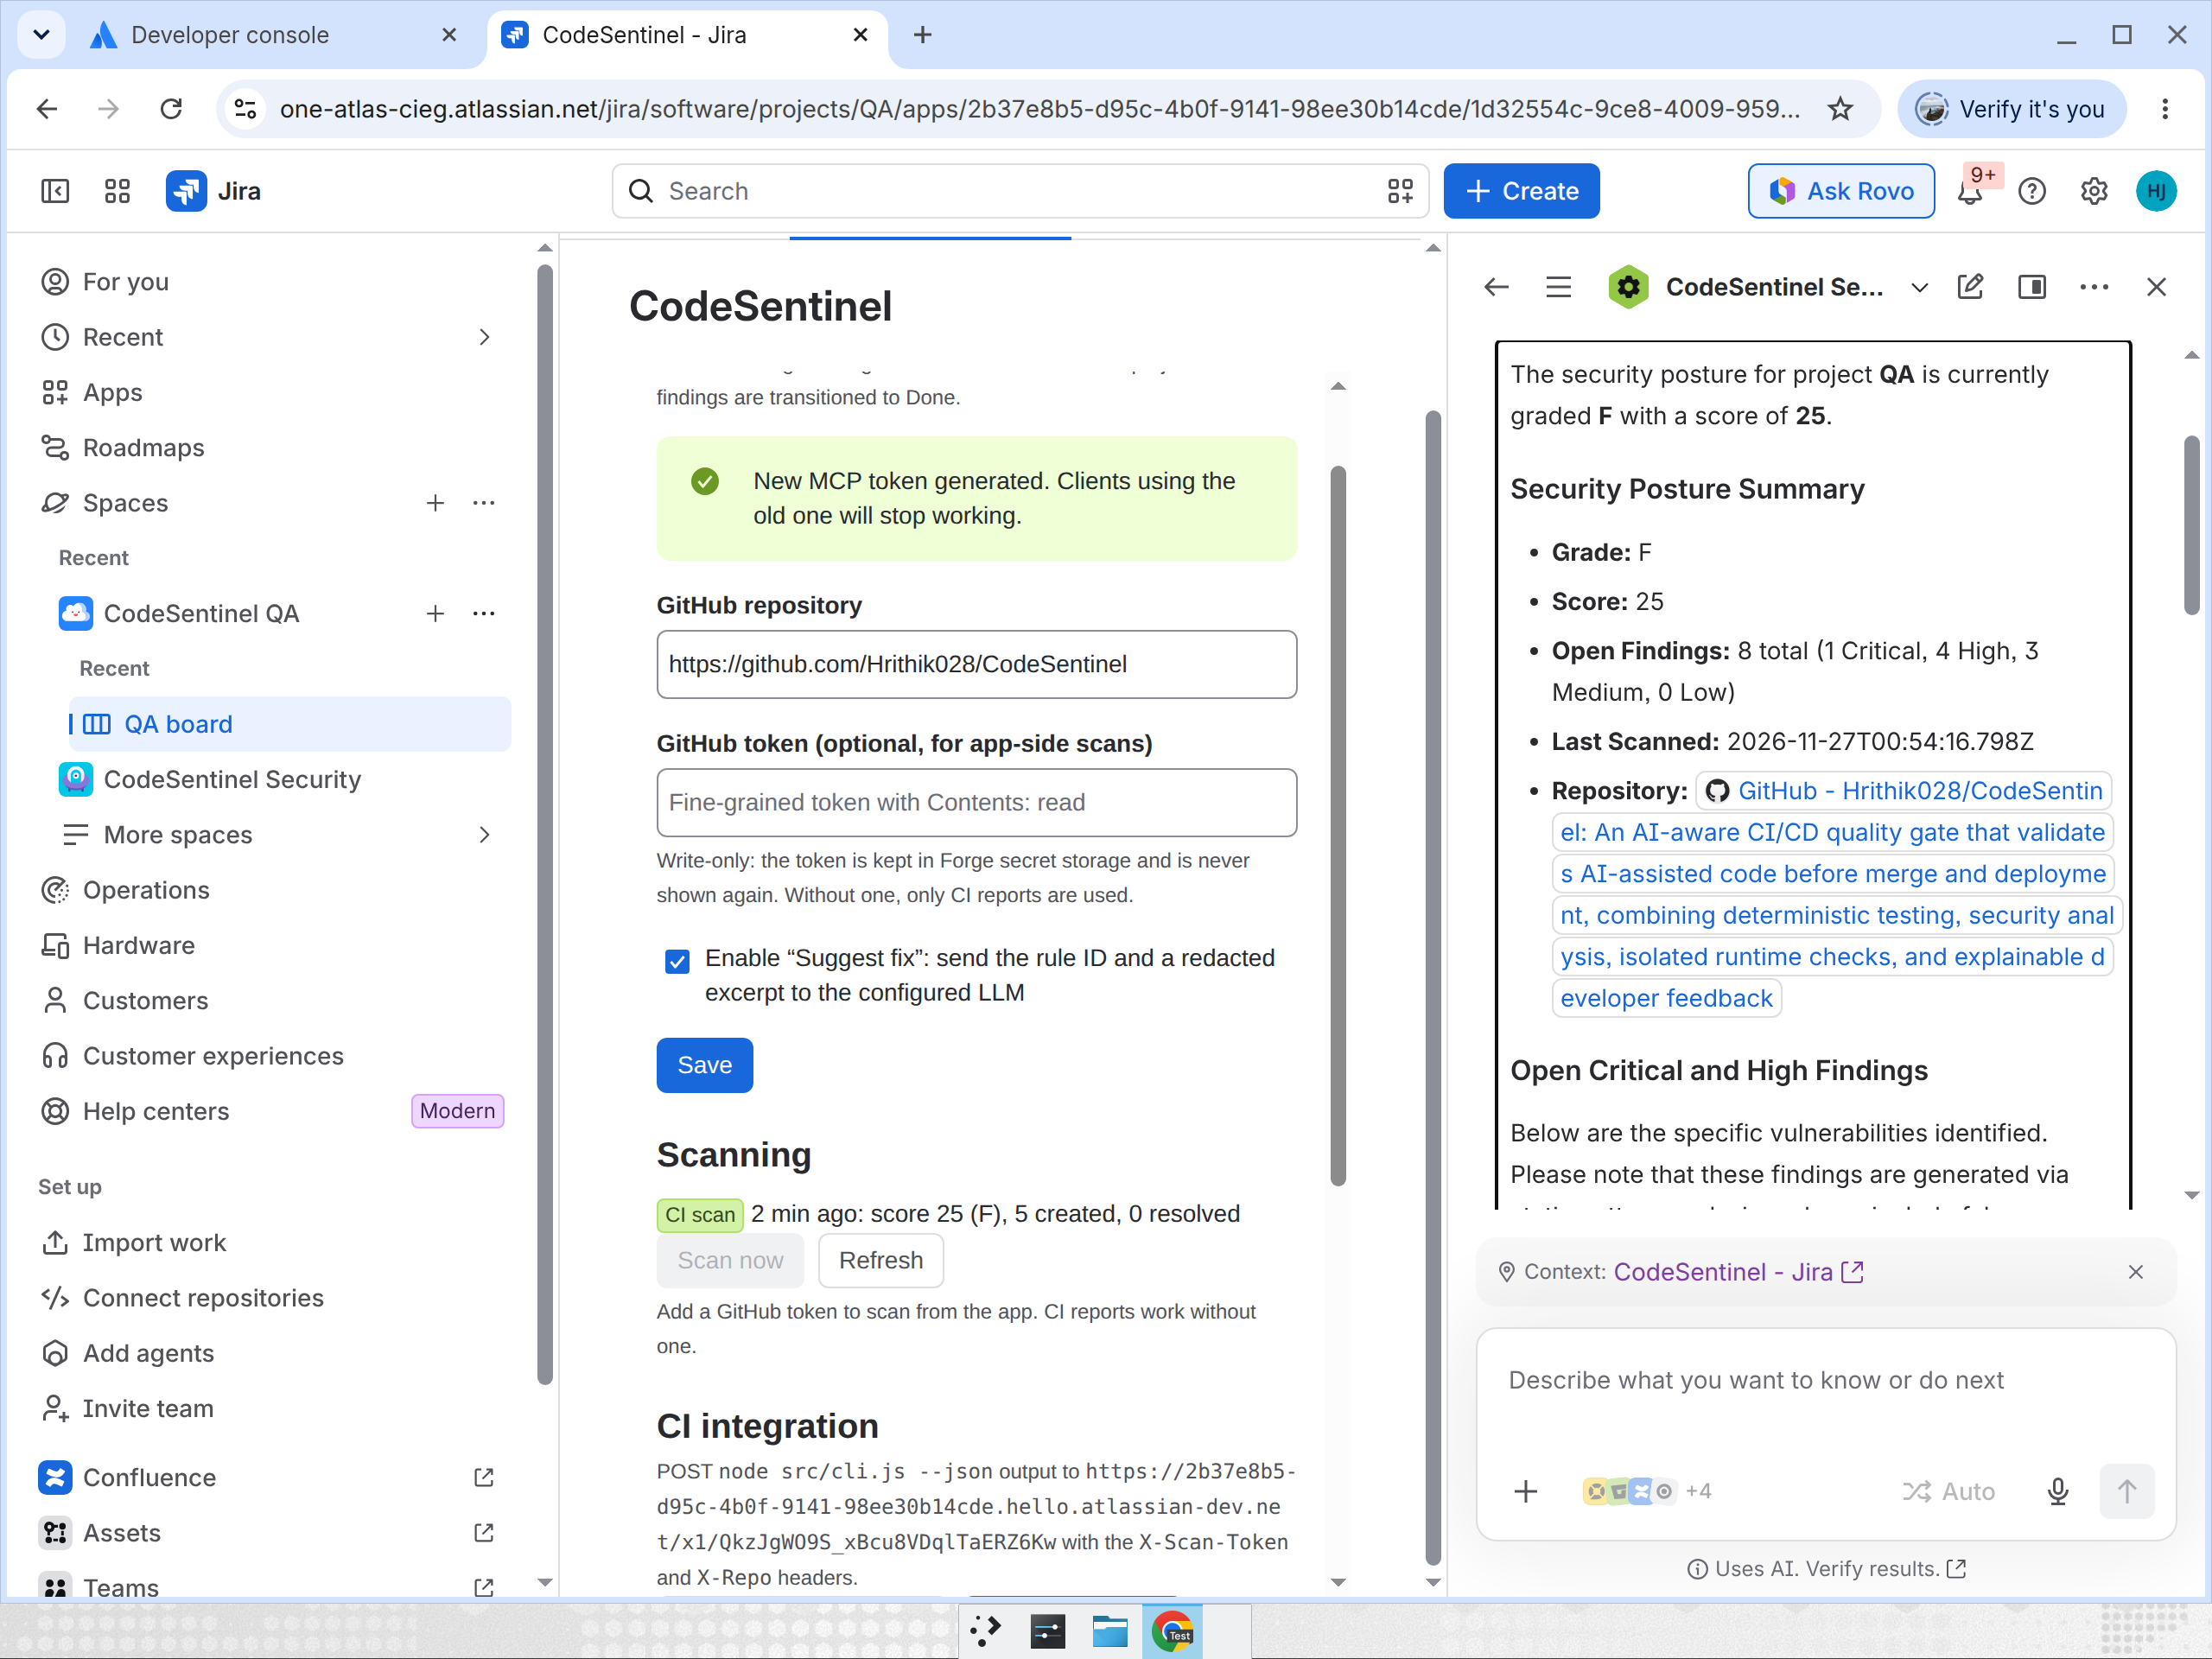 Developer console
CodeSentinel - Jira
one-atlas-cieg.atlassian.net/jira/software/projects/QA/apps/2b37e8b5-d95c-4b0f-9141-98ee30b14cde/1d32554c-9ce8-4009-959...
Verify it's you
Jira
Search
Create
Ask Rovo
9+
HJ
For you
Recent
Apps
Roadmaps
Spaces
Recent
CodeSentinel QA
Recent
QA board
CodeSentinel Security
More spaces
Operations
Hardware
Customers
Customer experiences
Help centers
Modern
Set up
Import work
Connect repositories
Add agents
Invite team
Confluence
Assets
Teams
CodeSentinel
findings are transitioned to Done.
New MCP token generated. Clients using the
old one will stop working.
GitHub repository
https://github.com/Hrithik028/CodeSentinel
GitHub token (optional, for app-side scans)
Fine-grained token with Contents: read
Write-only: the token is kept in Forge secret storage and is never
shown again. Without one, only CI reports are used.
Enable “Suggest fix”: send the rule ID and a redacted
excerpt to the configured LLM
Save
Scanning
CI scan 2 min ago: score 25 (F), 5 created, 0 resolved
Scan now
Refresh
Add a GitHub token to scan from the app. CI reports work without
one.
CI integration
POST node src/cli.js --json output to https://2b37e8b5-
d95c-4b0f-9141-98ee30b14cde.hello.atlassian-dev.ne
t/x1/QkzJgWO9S_xBcu8VDqlTaERZ6Kw with the X-Scan-Token
and X-Repo headers.
CodeSentinel Se...
The security posture for project QA is currently
graded F with a score of 25.
Security Posture Summary
• Grade: F
• Score: 25
• Open Findings: 8 total (1 Critical, 4 High, 3
Medium, 0 Low)
• Last Scanned: 2026-11-27T00:54:16.798Z
• Repository: GitHub - Hrithik028/CodeSentin
el: An AI-aware CI/CD quality gate that validate
s AI-assisted code before merge and deployme
nt, combining deterministic testing, security anal
ysis, isolated runtime checks, and explainable d
eveloper feedback
Open Critical and High Findings
Below are the specific vulnerabilities identified.
Please note that these findings are generated via
Context: CodeSentinel - Jira
Describe what you want to know or do next
+4
Auto
Uses AI. Verify results.
Test